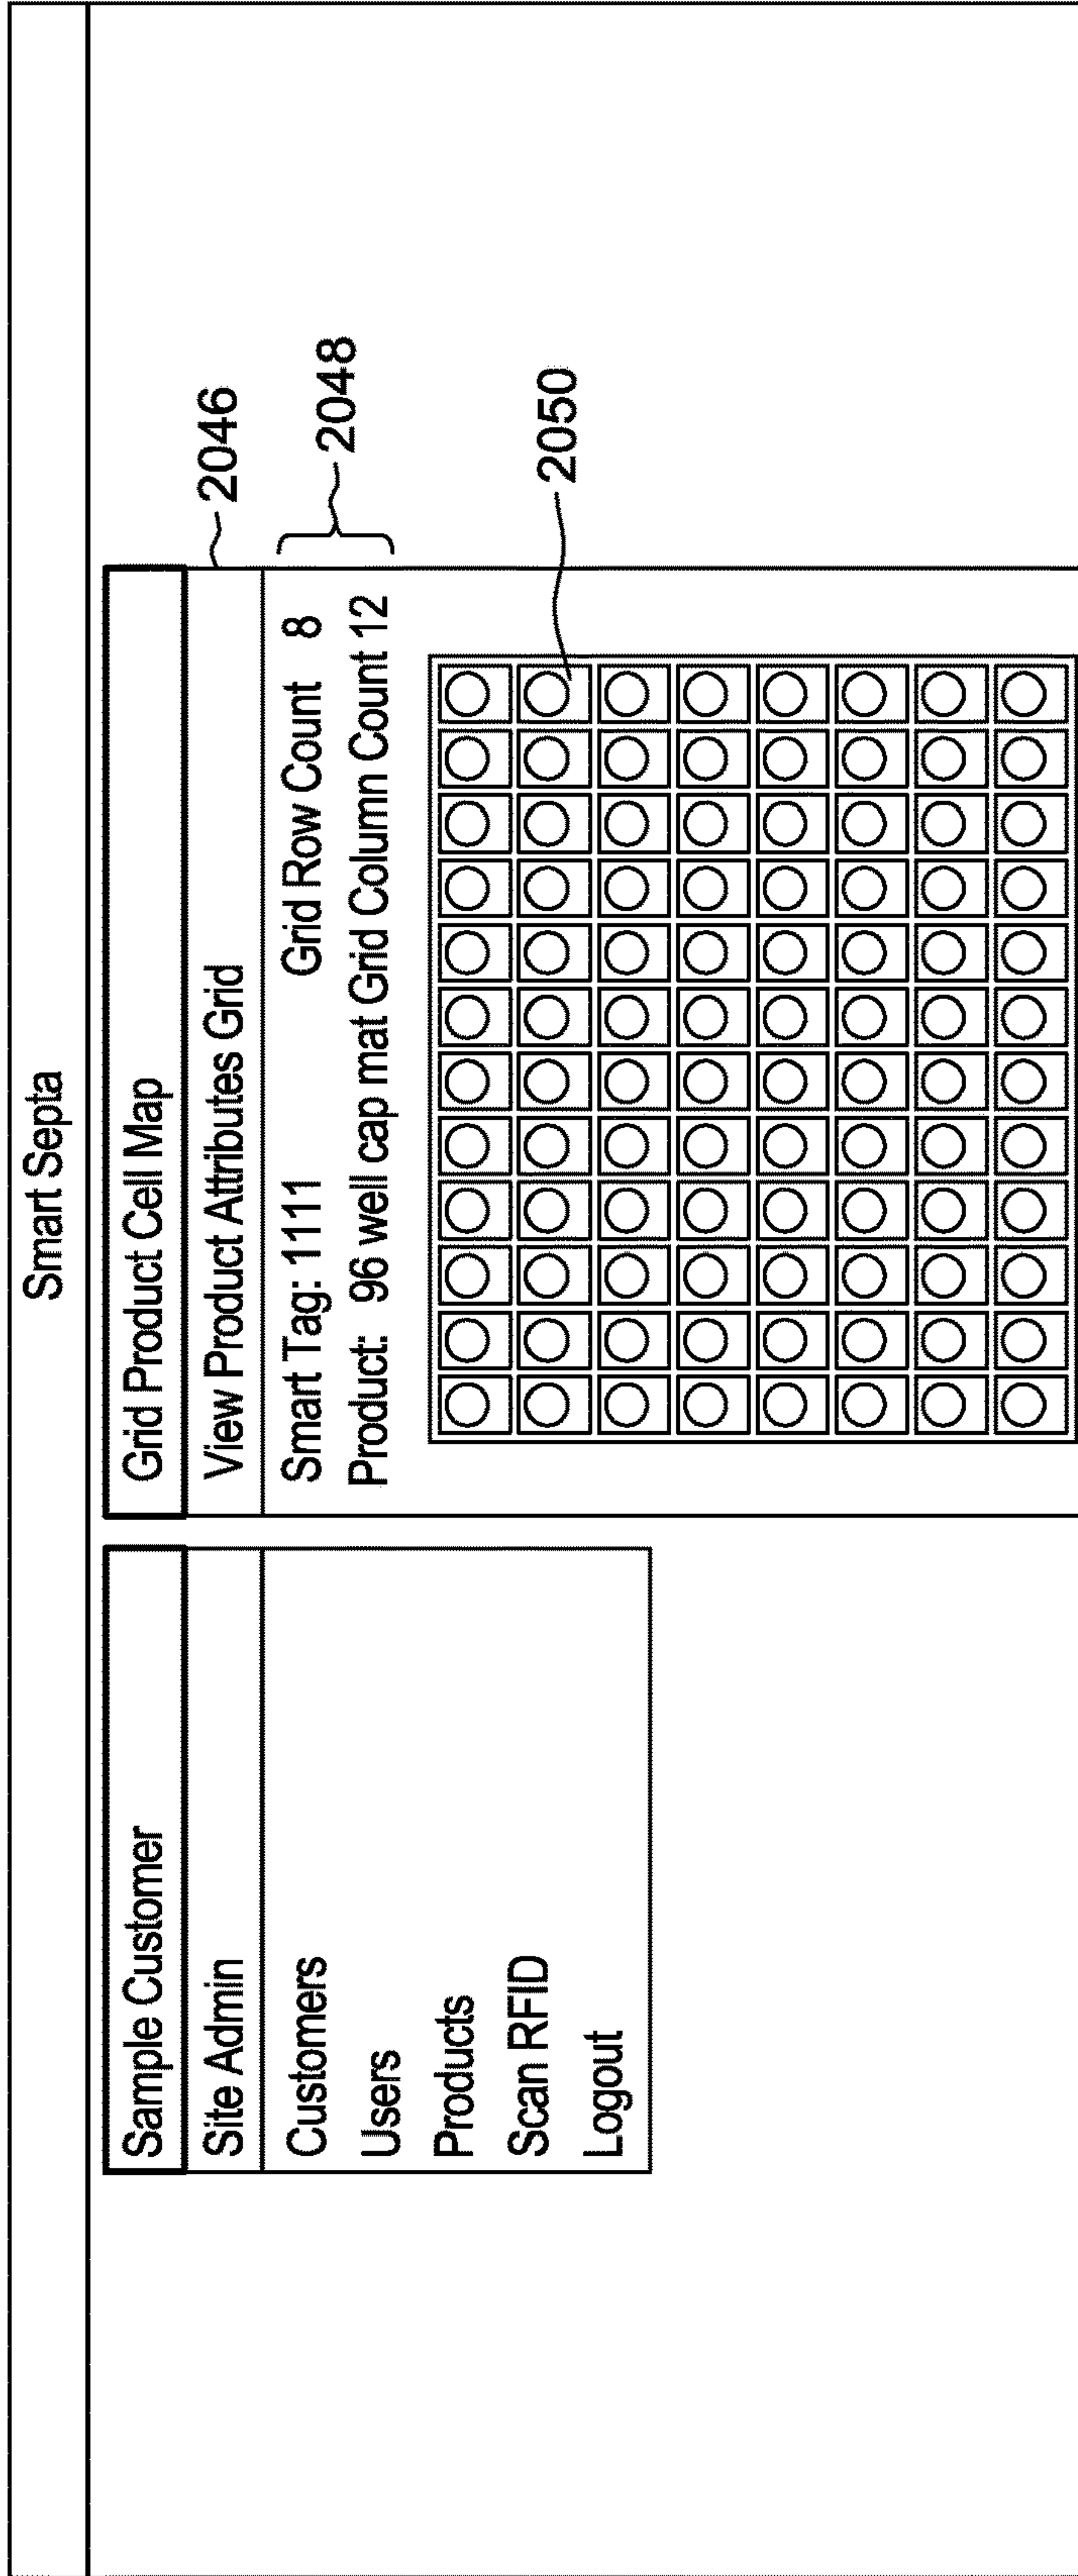 Smart Septa
Sample Customer
Site Admin
Customers
Users
Products
Scan RFID
Logout
Grid Product Cell Map
View Product Attributes Grid
2046
Smart Tag: 1111 Grid Row Count 8
Product: 96 well cap mat Grid Column Count 12
2048
2050